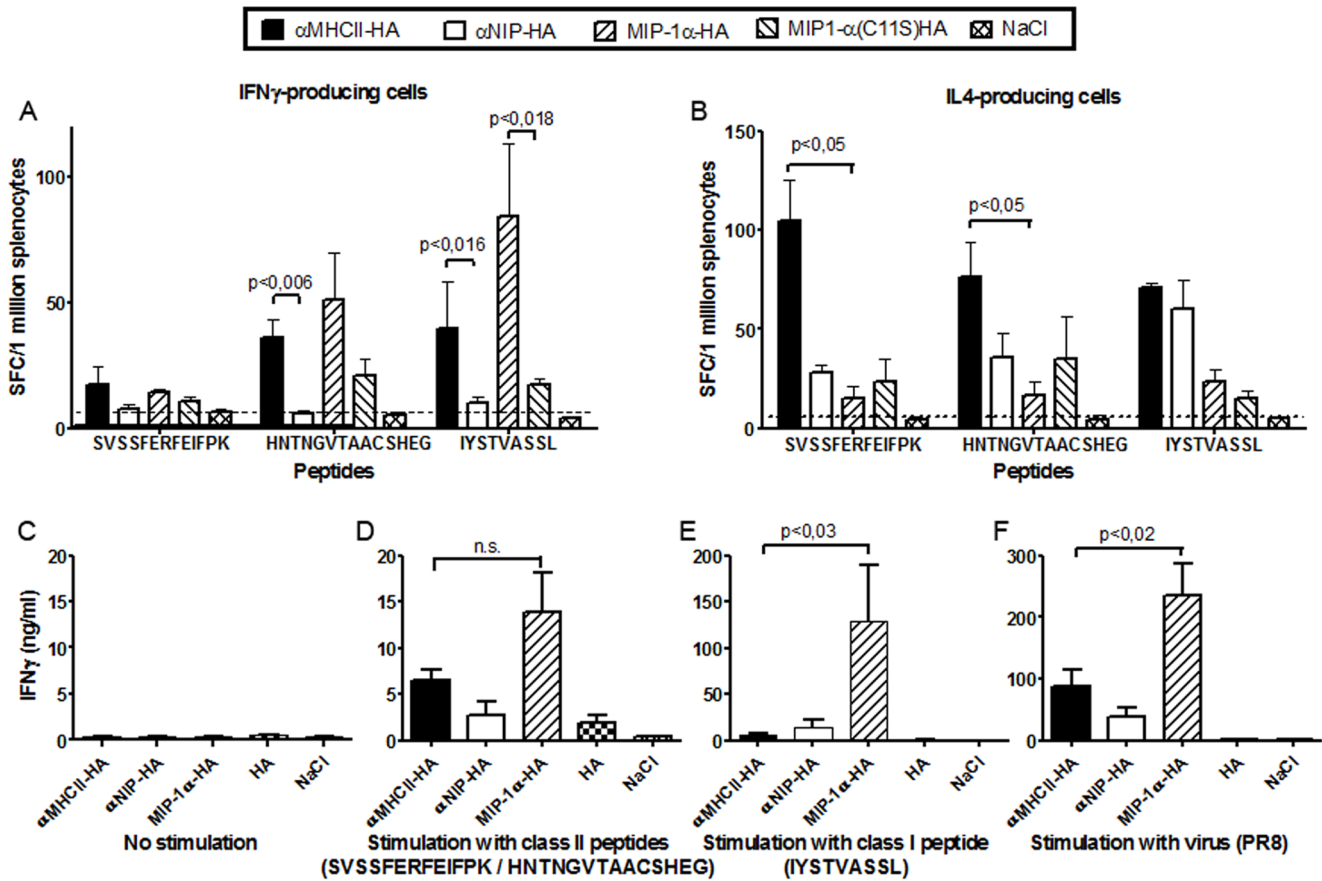 αMHCII-HA αNIP-HA MIP-1α-HA MIP1-α(C11S)HA NaCl
A
IFNγ-producing cells
SFC/1 million splenocytes
100
50
0
p<0,006
p<0,016
p<0,018
SVSSFERFEIFPK HNTNGVTAACSHEG IYSTVASSL
Peptides
B
IL4-producing cells
SFC/1 million splenocytes
150
100
50
0
p<0,05
p<0,05
SVSSFERFEIFPK HNTNGVTAACSHEG IYSTVASSL
Peptides
C
IFNγ (ng/ml)
20
15
10
5
0
αMHCII-HA
αNIP-HA
MIP-1α-HA
HA
NaCl
No stimulation
D
20
15
10
5
0
n.s.
αMHCII-HA
αNIP-HA
MIP-1α-HA
HA
NaCl
Stimulation with class II peptides
(SVSSFERFEIFPK / HNTNGVTAACSHEG)
E
200
150
100
50
0
p<0,03
αMHCII-HA
αNIP-HA
MIP-1α-HA
HA
NaCl
Stimulation with class I peptide
(IYSTVASSL)
F
300
200
100
0
p<0,02
αMHCII-HA
αNIP-HA
MIP-1α-HA
HA
NaCl
Stimulation with virus (PR8)